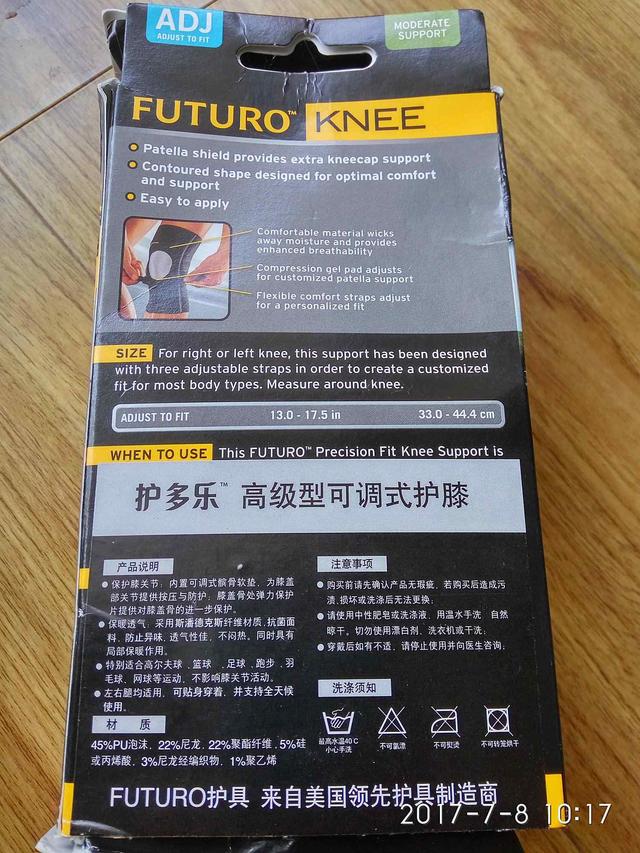 ADJ
ADJUST TO FIT
MODERATE
SUPPORT
FUTURO™ KNEE
Patella shield provides extra kneecap support
Contoured shape designed for optimal comfort
and support
Easy to apply
Comfortable material wicks
away moisture and provides
enhanced breathability
Compression gel pad adjusts
for customized patella support
Flexible comfort straps adjust
for a personalized fit
SIZE For right or left knee, this support has been designed
with three adjustable straps in order to create a customized
fit for most body types. Measure around knee.
ADJUST TO FIT 13.0 - 17.5 in 33.0 - 44.4 cm
WHEN TO USE This FUTURO™ Precision Fit Knee Support is
护多乐™ 高级型可调式护膝
产品说明
● 保护膝关节：内置可调式髌骨软垫，为膝盖
部关节提供按压与防护；膝盖骨处弹力保护
片提供对膝盖骨的进一步保护。
● 保暖透气：采用斯潘德克斯纤维材质，抗菌面
料、防止异味、透气性佳，不闷热。同时具有
局部保暖作用。
● 特别适合高尔夫球、篮球、足球、跑步、羽
毛球、网球等运动，不影响膝关节活动。
● 左右腿均适用，可贴身穿着，并支持全天候
使用。
材 质
45%PU泡沫，22%尼龙，22%聚酯纤维，5%硅
或丙烯酸，3%尼龙经编织物，1%聚乙烯
注意事项
● 购买前请先确认产品无瑕疵，若购买后造成污
渍、损坏或洗涤后无法更换；
● 请使用中性肥皂或洗涤液，用温水手洗，自然
晾干。切勿使用漂白剂、洗衣机或干洗；
● 穿戴后如有不适，请停止使用并向医生咨询；
洗涤须知
最高水温40C
小心手洗
不可氯漂
不可熨烫
不可转笼烘干
FUTURO护具 来自美国领先护具制造商
2017-7-8 10:17